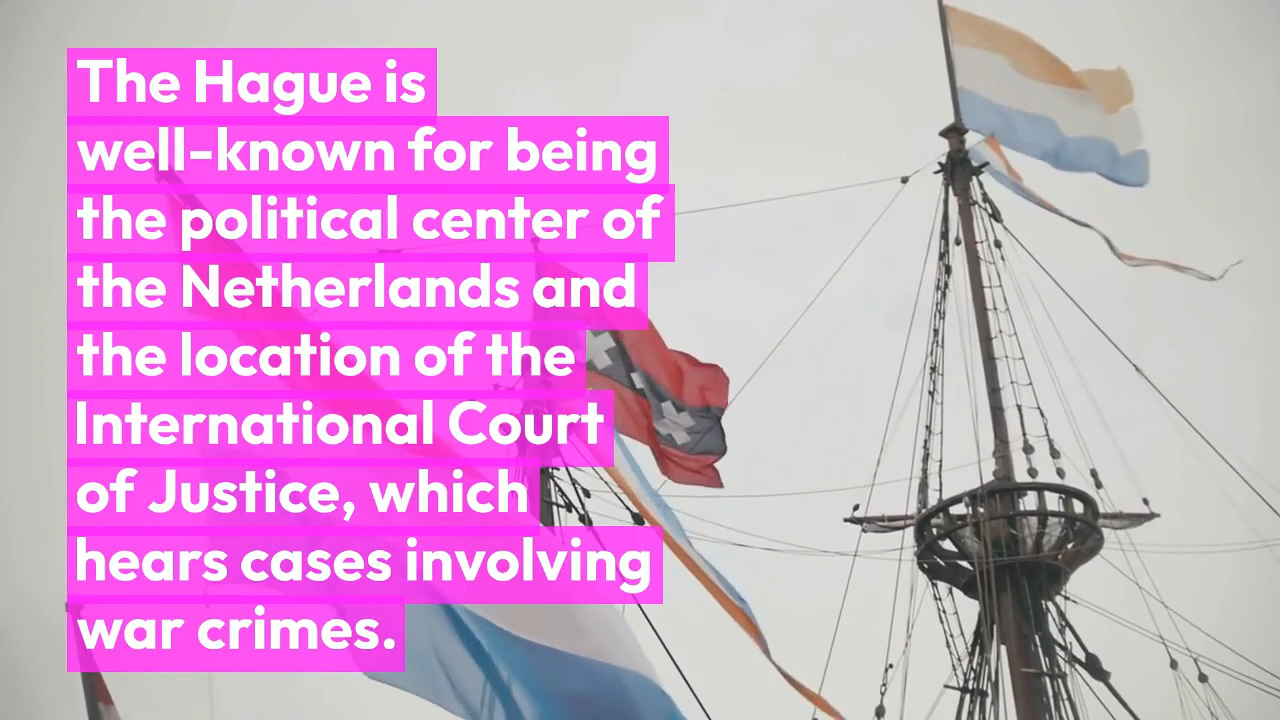 The Hague is
well-known for being
the political center of
the Netherlands and
the location of the
International Court
of Justice, which
hears cases involving
war crimes.